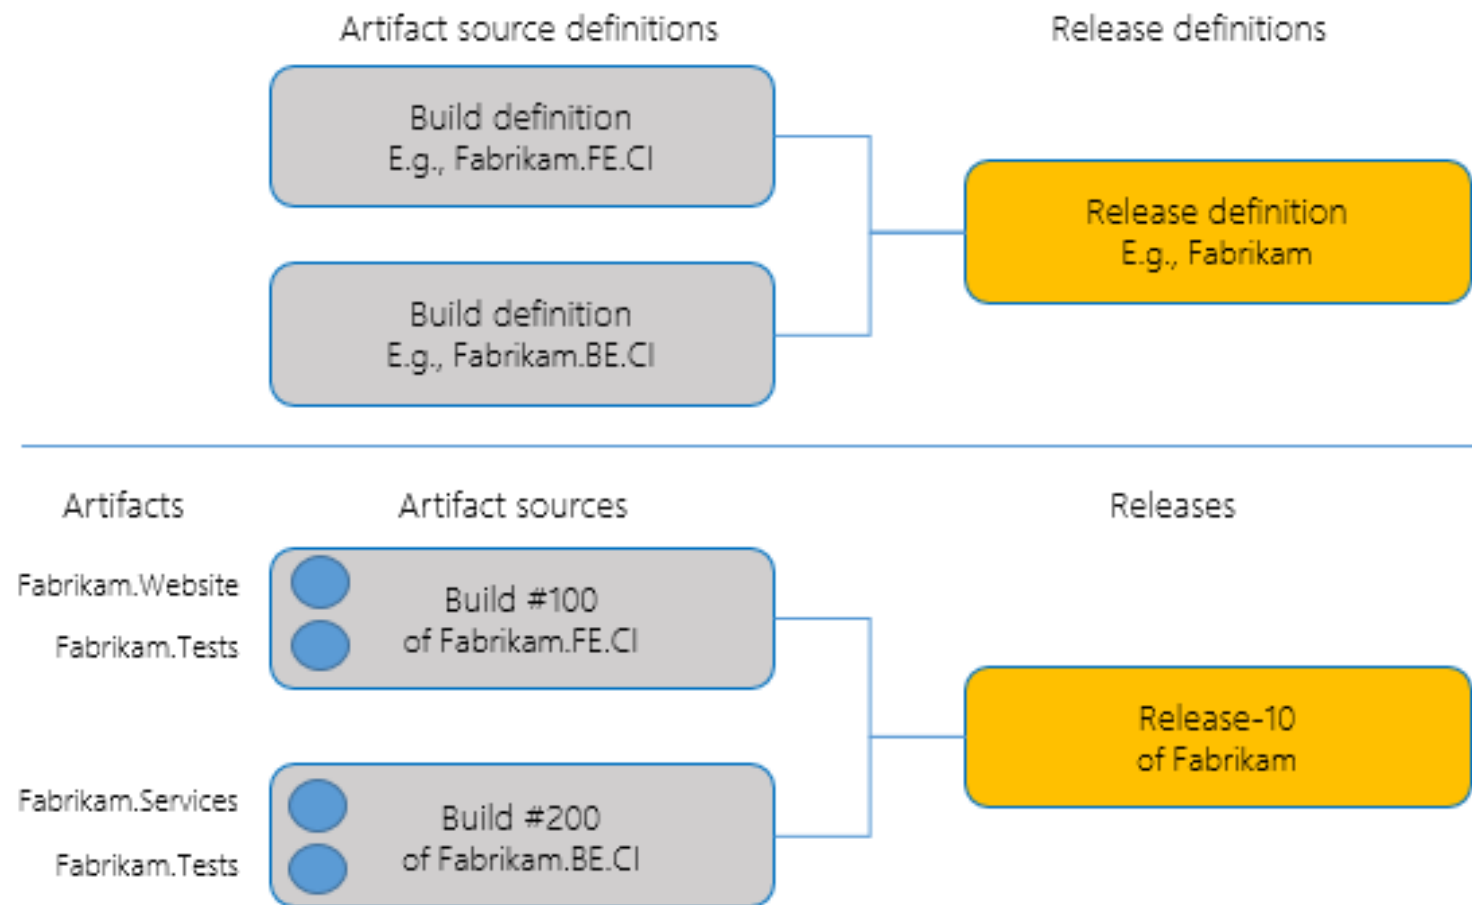 Artifact source definitions
Release definitions
Build definition
E.g., Fabrikam.FE.CI
Release definition
E.g., Fabrikam
Build definition
E.g., Fabrikam.BE.CI
Artifacts
Artifact sources
Releases
Fabrikam.Website
Fabrikam.Tests
Build #100
of Fabrikam.FE.CI
Release-10
of Fabrikam
Fabrikam.Services
Fabrikam.Tests
Build #200
of Fabrikam.BE.CI